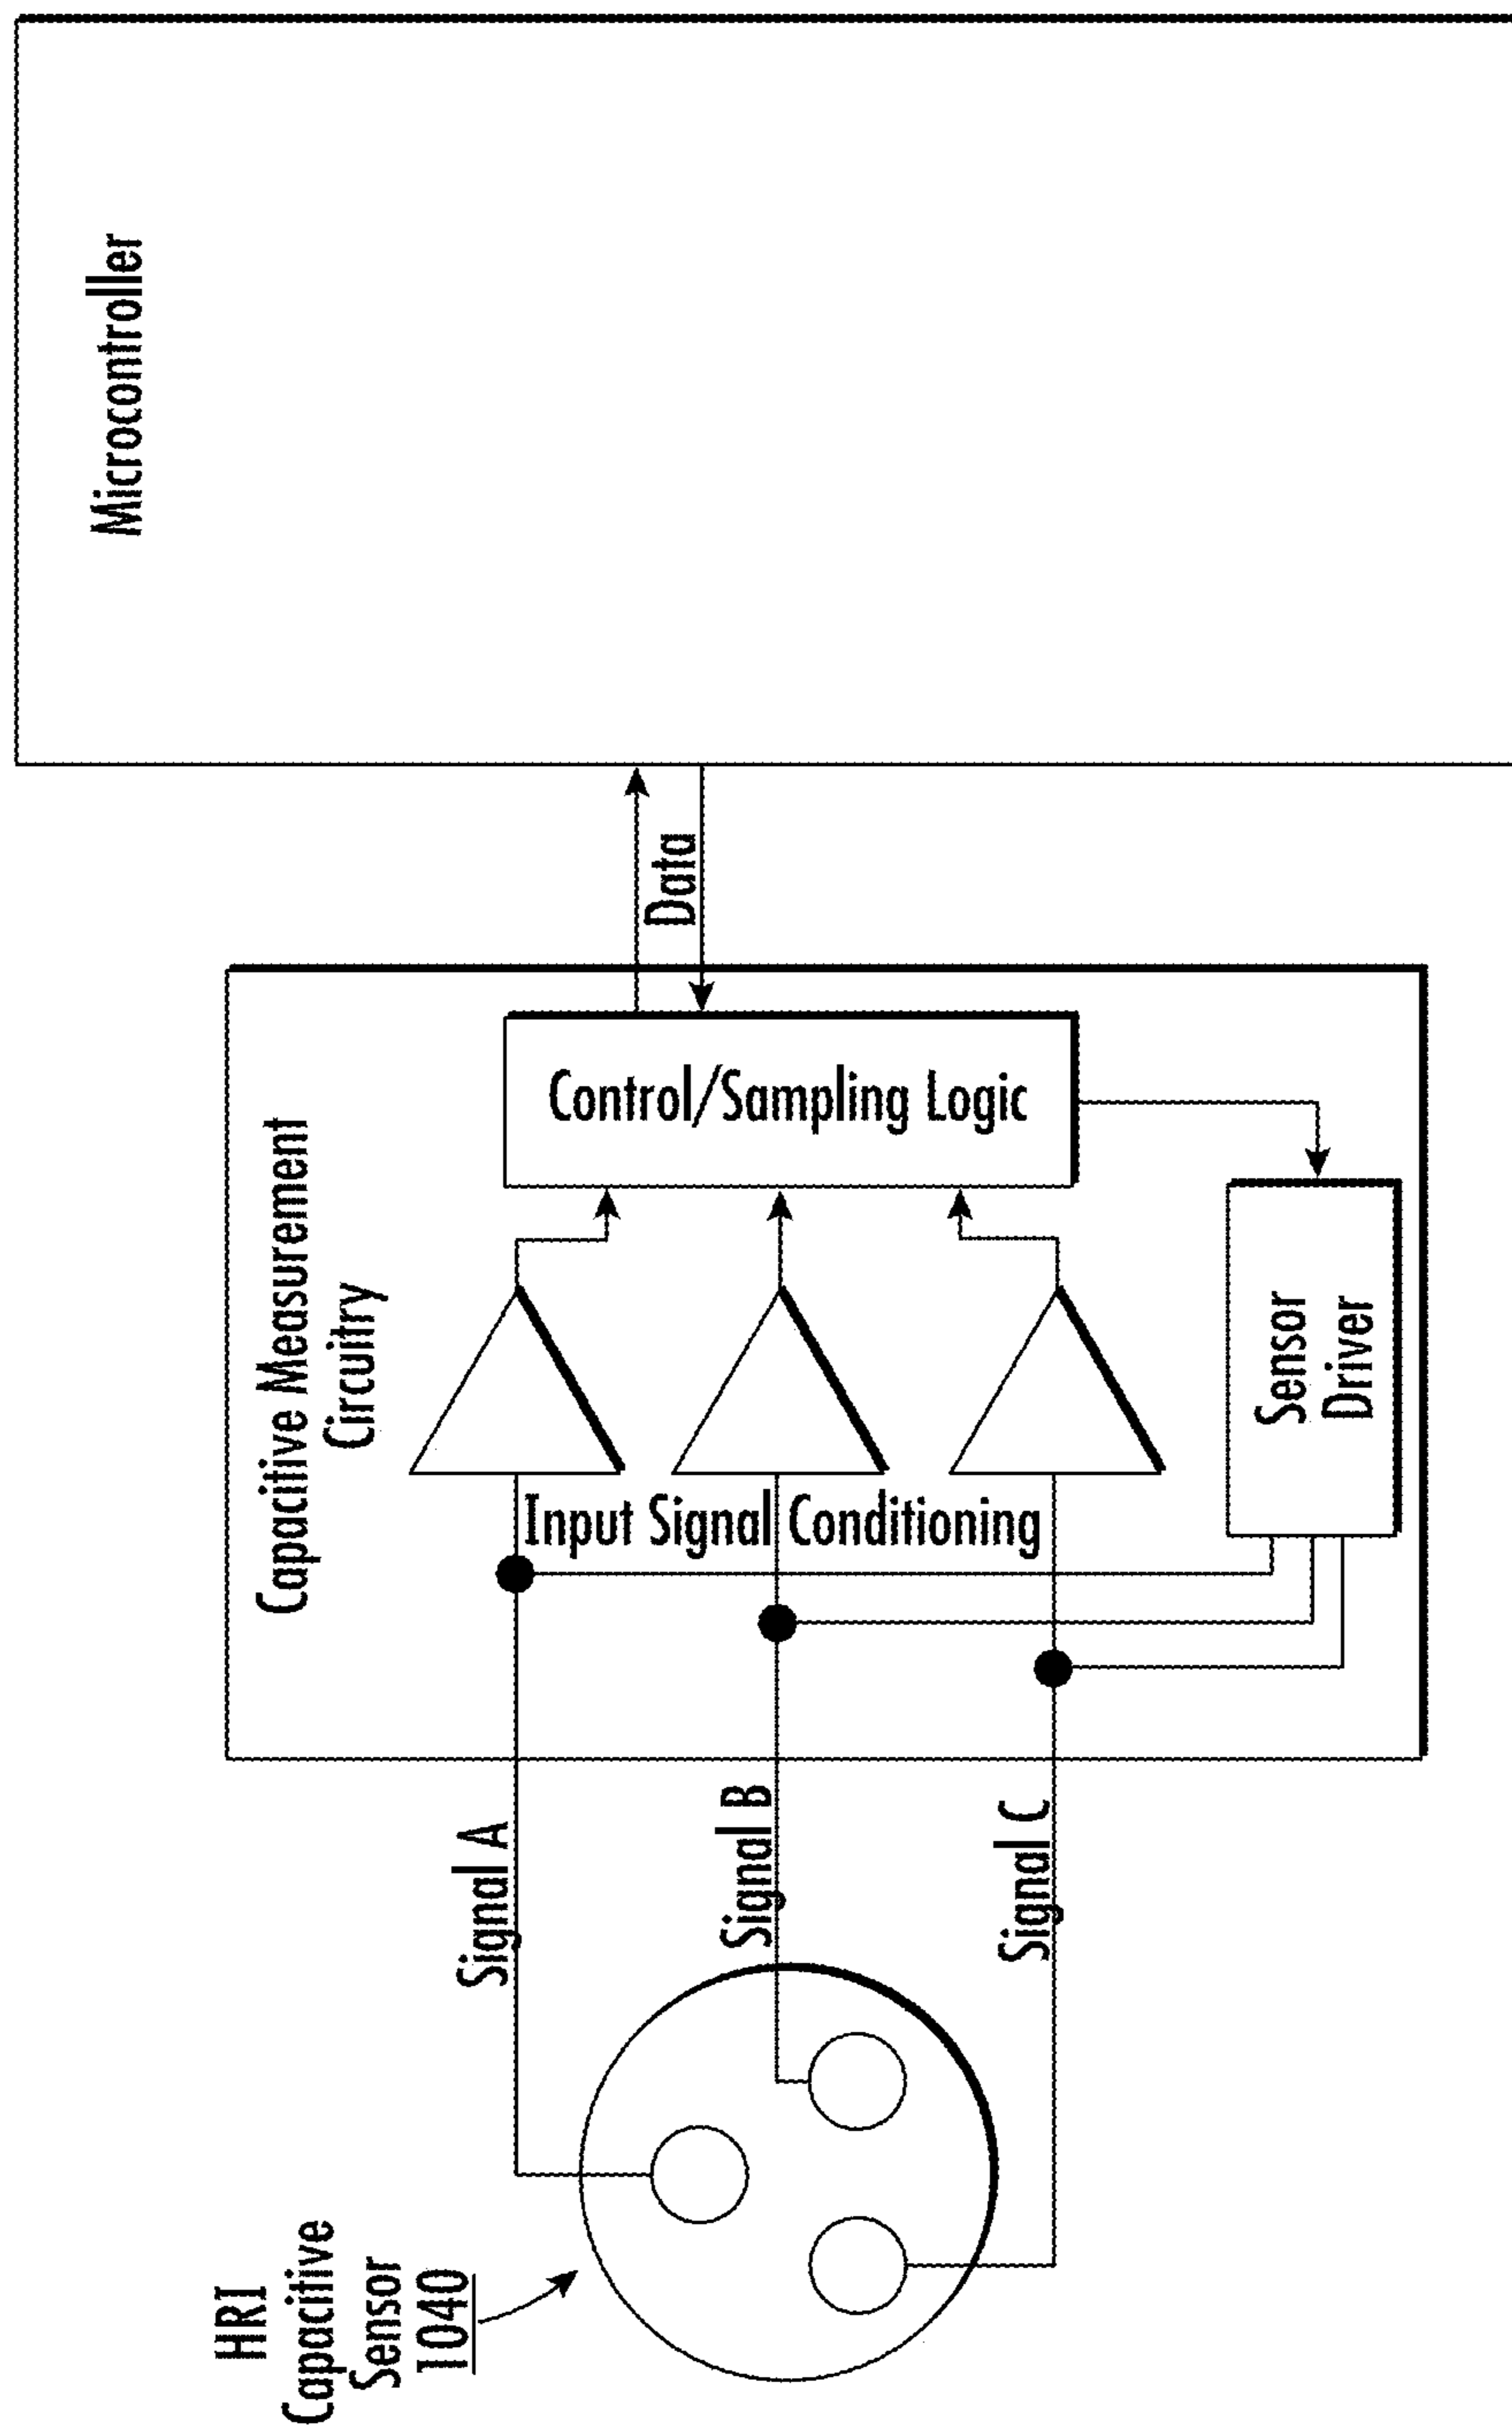 HRI
Capacitive
Sensor
1040
Signal A
Signal B
Signal C
Capacitive Measurement
Circuitry
Input Signal Conditioning
Control/Sampling Logic
Sensor
Driver
Data
Microcontroller